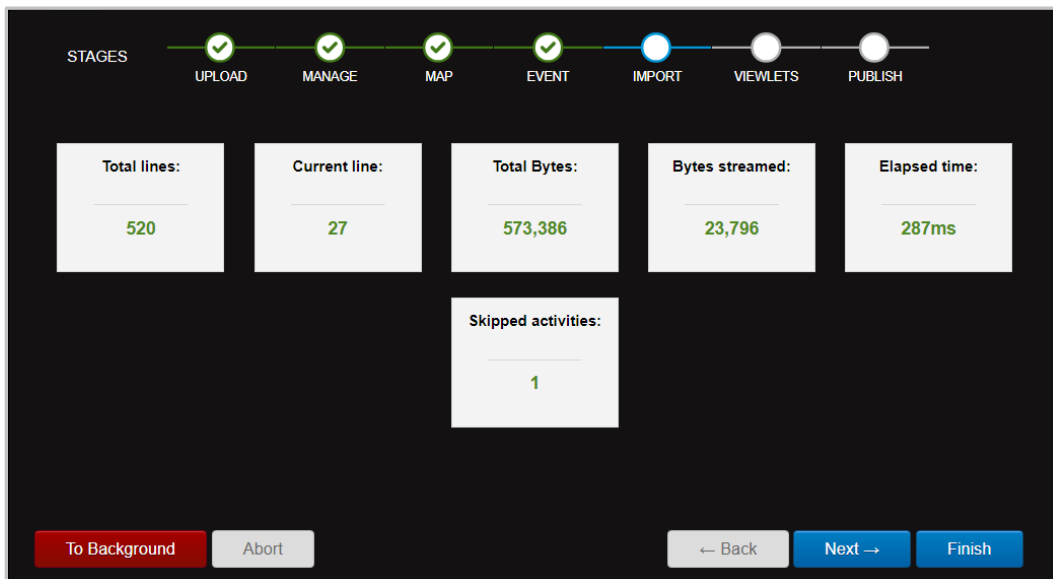 STAGES
UPLOAD MANAGE MAP EVENT IMPORT VIEWLETS PUBLISH
Total lines: Current line: Total Bytes: Bytes streamed: Elapsed time:
520 27 573,386 23,796 287ms
Skipped activities:
1
To Background Abort ← Back Next → Finish